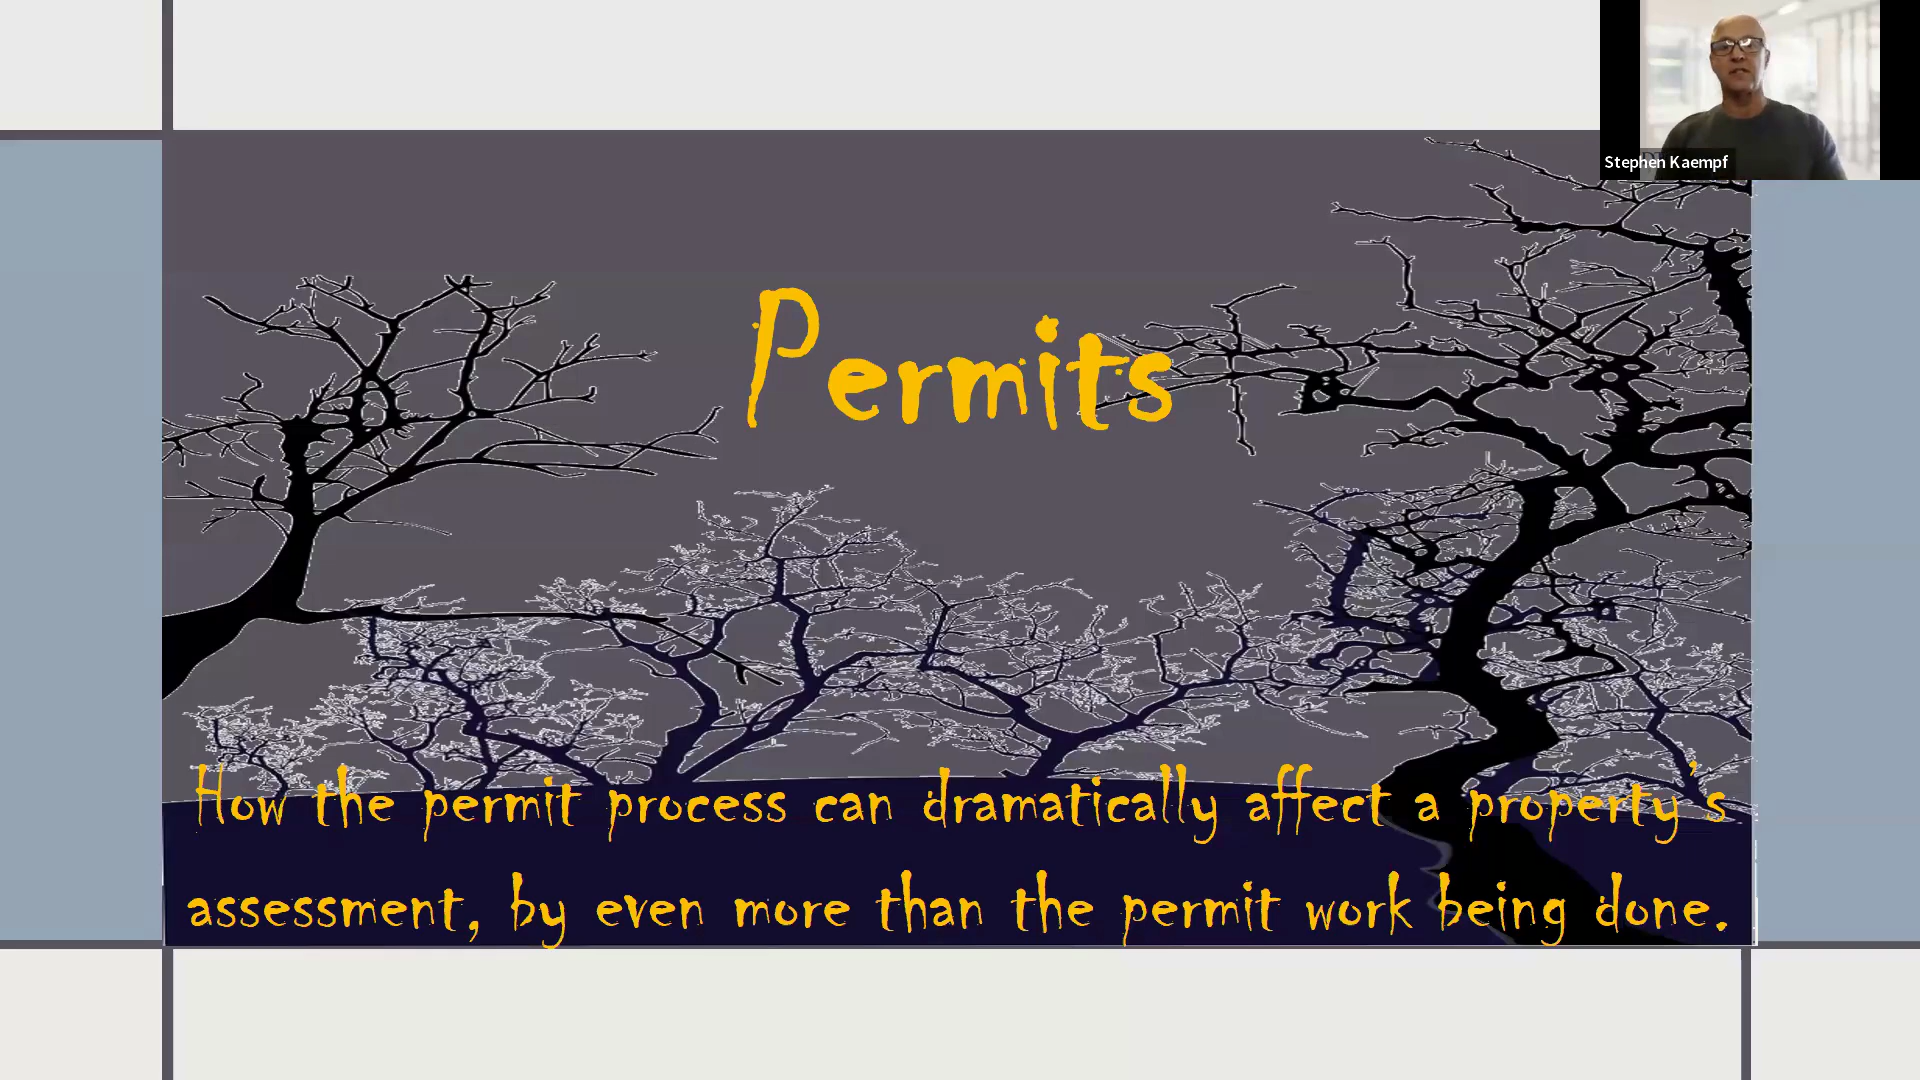 Stephen Kaempf
Permits
How the permit process can dramatically affect a property's
assessment, by even more than the permit work being done.